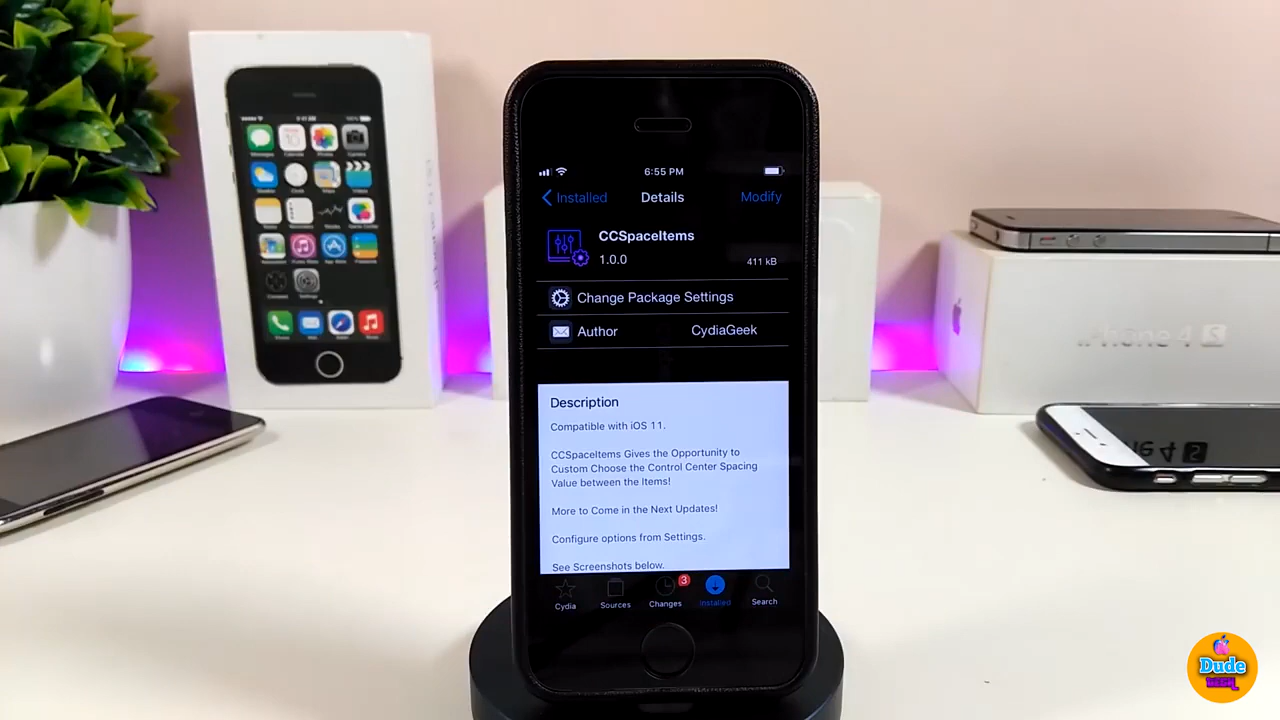 6:55 PM
Installed
Details
Modify
CCSpaceItems
1.0.0
411 kB
Change Package Settings
Author
CydiaGeek
Description
Compatible with iOS 11.
CCSpaceItems Gives the Opportunity to
Custom Choose the Control Center Spacing
Value between the Items!
More to Come in the Next Updates!
Configure options from Settings.
See Screenshots below.
Cydia
Sources
Changes
3
Installed
Search
iPhone 4S
Dude